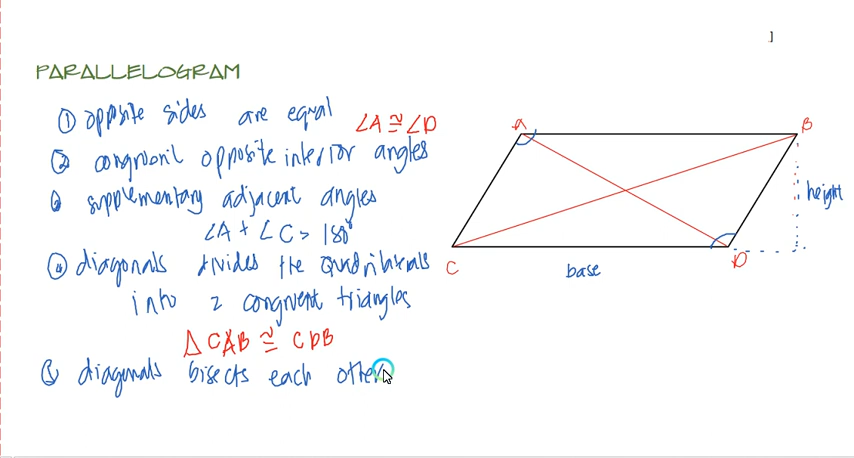 ]
PARALLELOGRAM
① opposite sides are equal
∠A ≅ ∠D
② congruent opposite interior angles
③ supplementary adjacent angles
∠A + ∠C = 180°
④ diagonals divides the quadrilaterals
into 2 congruent triangles
Δ CAB ≅ CDB
⑤ diagonals bisects each other
A
B
height
C
base
D